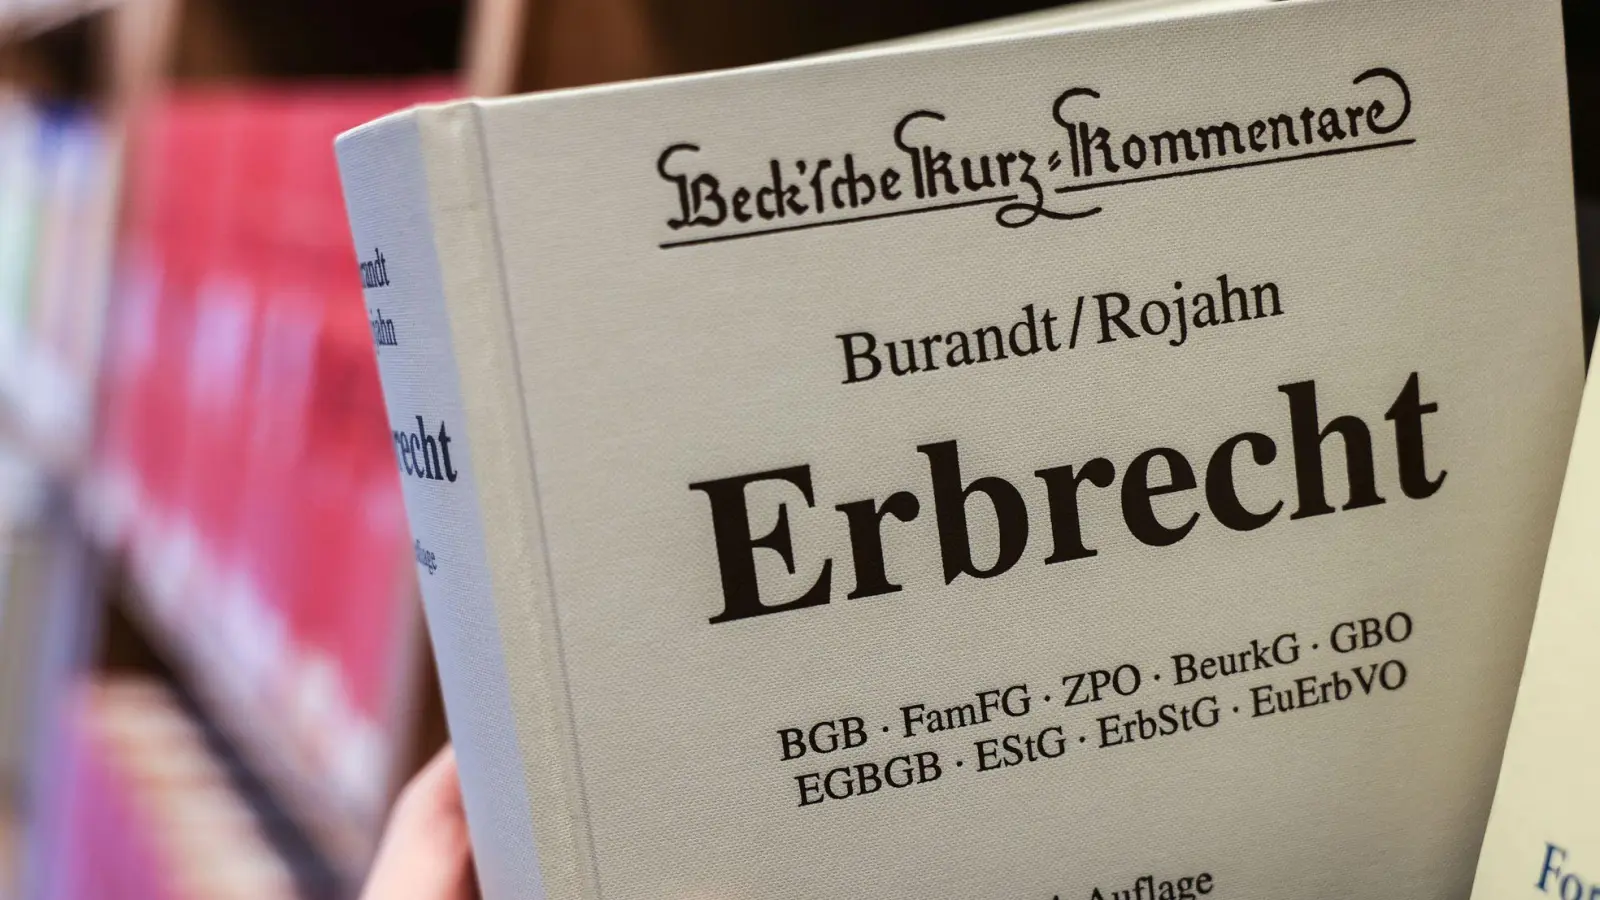 Beck'sche Kurz-Kommentare
Burandt/Rojahn
Erbrecht
BGB · FamFG · ZPO · BeurkG · GBO
EGBGB · EStG · ErbStG · EuErbVO
Auflage